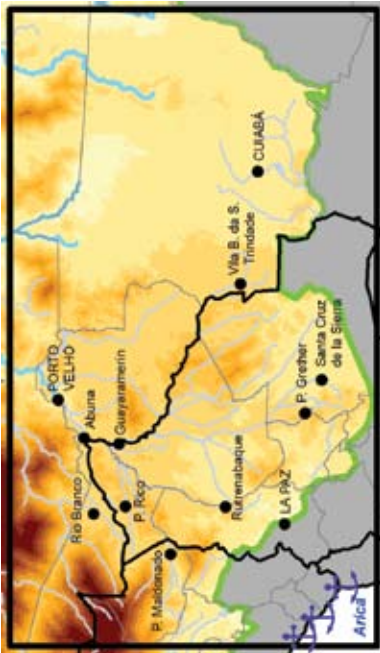 PORTO
VELHO
Rio Branco
Abuna
Guayaramerín
P. Rico
P. Maldonado
Rurrenabaque
Vila B. da S.
Trindade
CUIABÁ
LA PAZ
P. Grether
Santa Cruz
de la Sierra
Arica